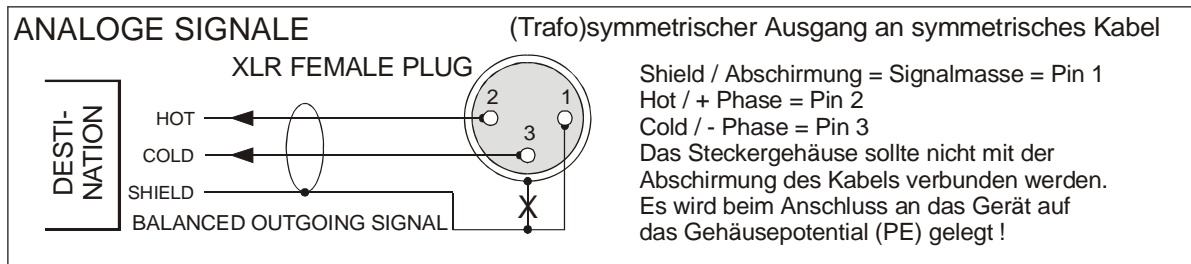 ANALOGE SIGNALE
(Trafo)symmetrischer Ausgang an symmetrisches Kabel
XLR FEMALE PLUG
DESTI-
NATION
HOT
COLD
SHIELD
BALANCED OUTGOING SIGNAL
2
1
3
X
Shield / Abschirmung = Signalmasse = Pin 1
Hot / + Phase = Pin 2
Cold / - Phase = Pin 3
Das Steckergehäuse sollte nicht mit der
Abschirmung des Kabels verbunden werden.
Es wird beim Anschluss an das Gerät auf
das Gehäusepotential (PE) gelegt !